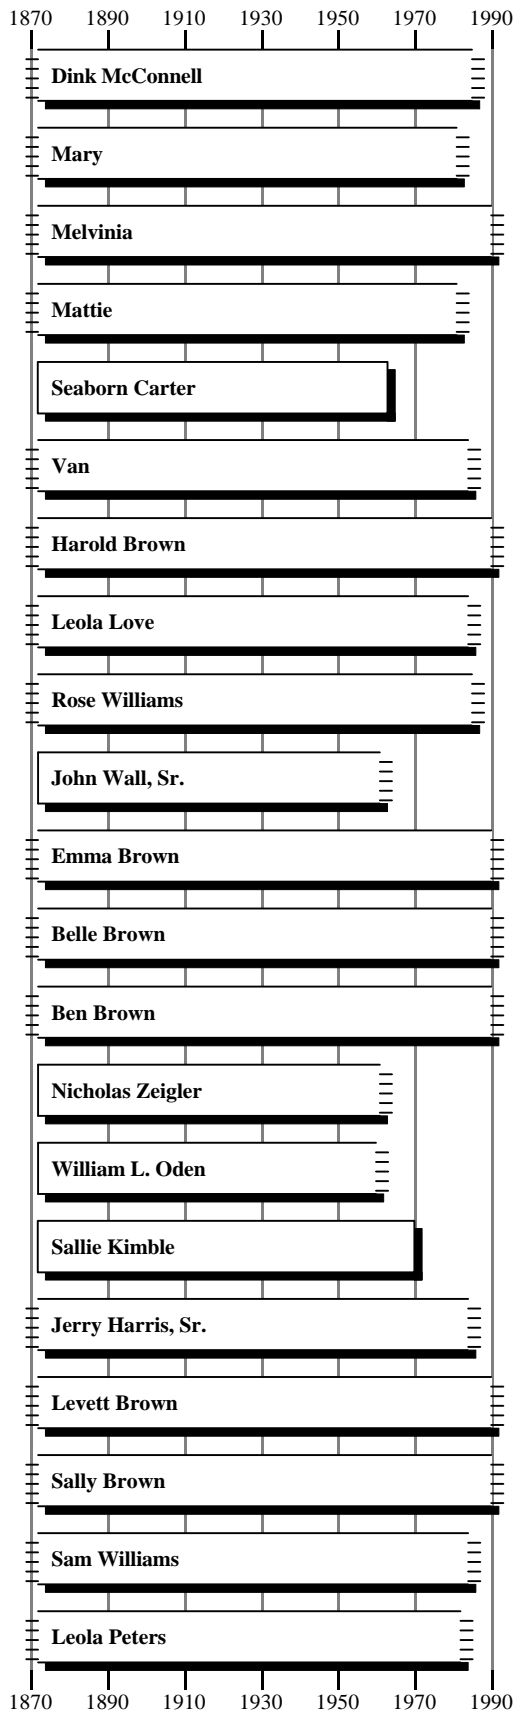 1870 1890 1910 1930 1950 1970 1990
Dink McConnell
Mary
Melvinia
Mattie
Seaborn Carter
Van
Harold Brown
Leola Love
Rose Williams
John Wall, Sr.
Emma Brown
Belle Brown
Ben Brown
Nicholas Zeigler
William L. Oden
Sallie Kimble
Jerry Harris, Sr.
Levett Brown
Sally Brown
Sam Williams
Leola Peters
1870 1890 1910 1930 1950 1970 1990